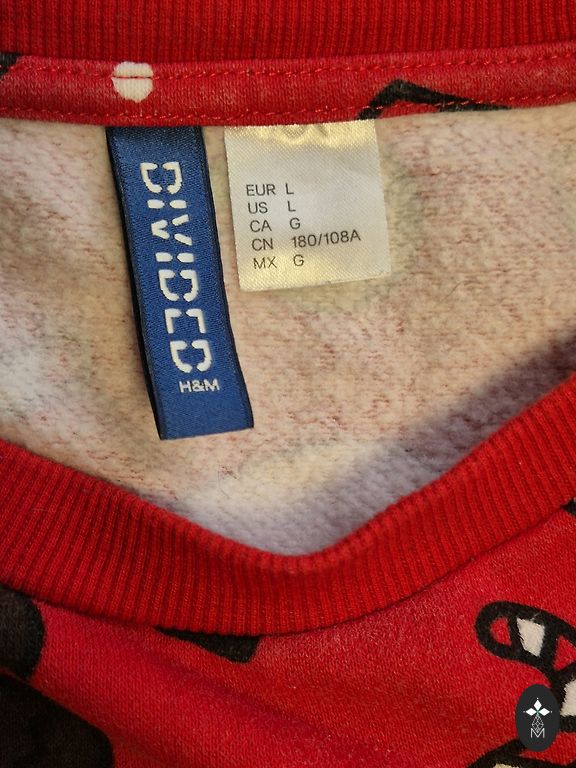 DIVIDED
H&M
EUR L
US L
CA G
CN 180/108A
MX G